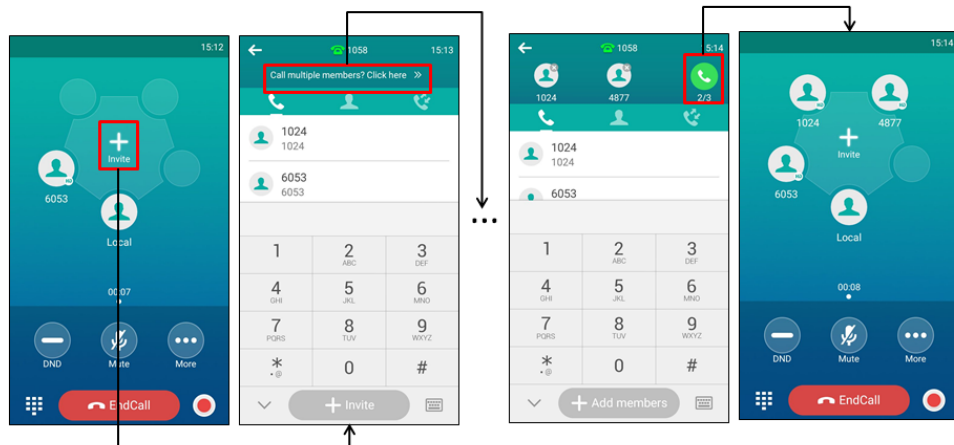 15:12
Invite
6053
Local
00:07
DND
Mute
More
EndCall
1058
15:13
Call multiple members? Click here »
1024
1024
6053
6053
1
2
ABC
3
DEF
4
GHI
5
JKL
6
MNO
7
PQRS
8
TUV
9
WXYZ
*
.@
0
#
+ Invite
...
1058
5:14
1024
4877
2/3
1024
1024
6053
1
2
ABC
3
DEF
4
GHI
5
JKL
6
MNO
7
PQRS
8
TUV
9
WXYZ
*
.@
0
#
+ Add members
15:14
1024
4877
Invite
6053
Local
00:08
DND
Mute
More
EndCall